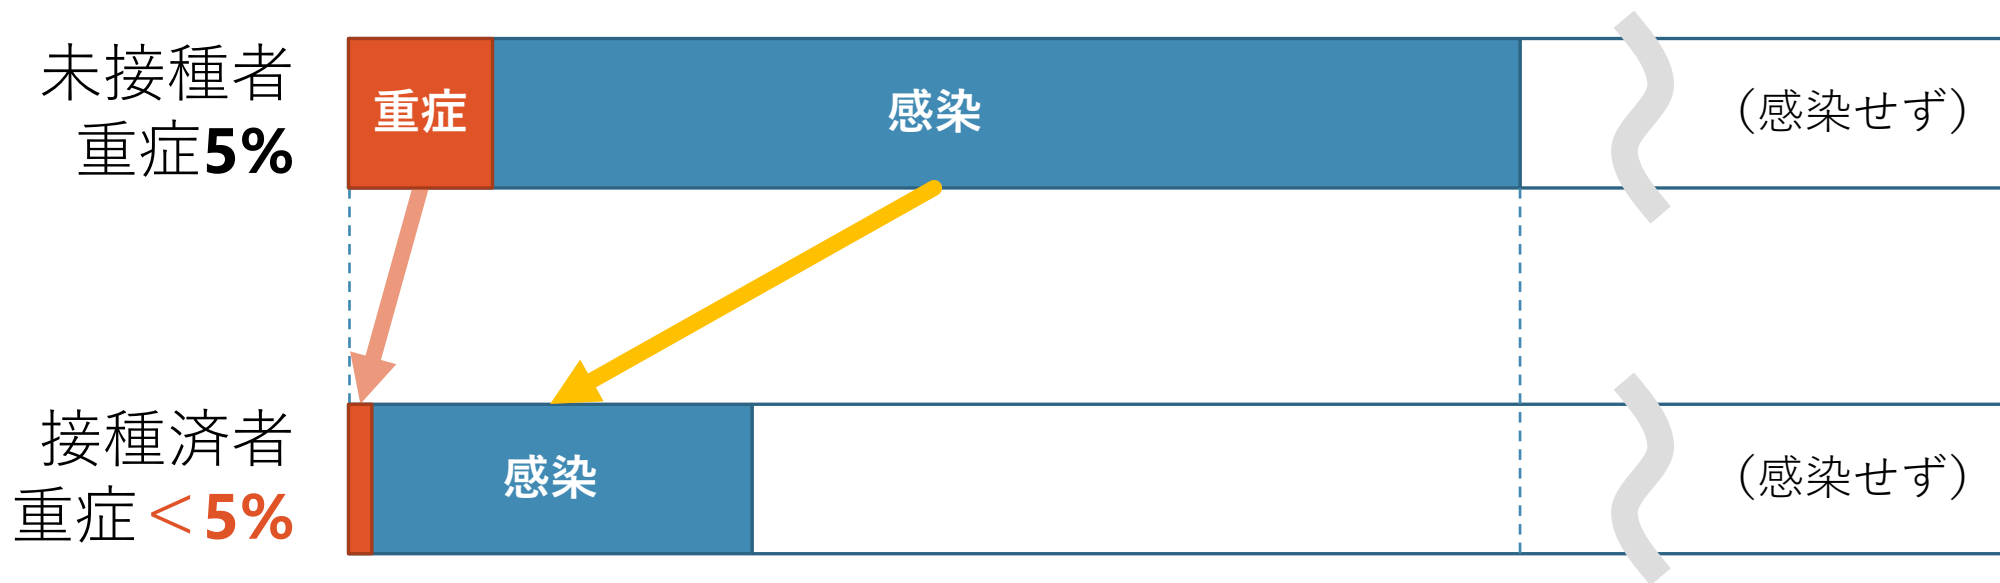 未接種者
重症5%
重症
感染
（感染せず）
接種済者
重症＜5%
感染
（感染せず）